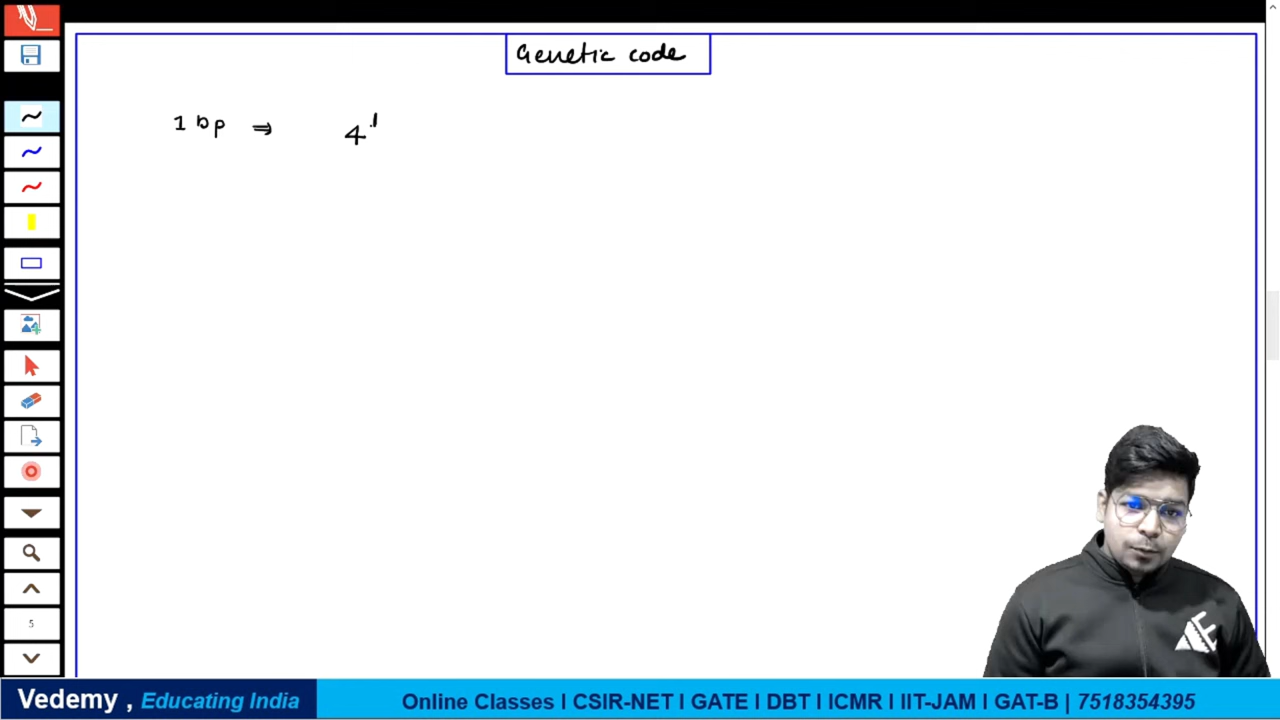 Genetic code
1 bp ⇒ 4¹
5
Vedemy , Educating India
Online Classes I CSIR-NET I GATE I DBT I ICMR I IIT-JAM I GAT-B | 7518354395